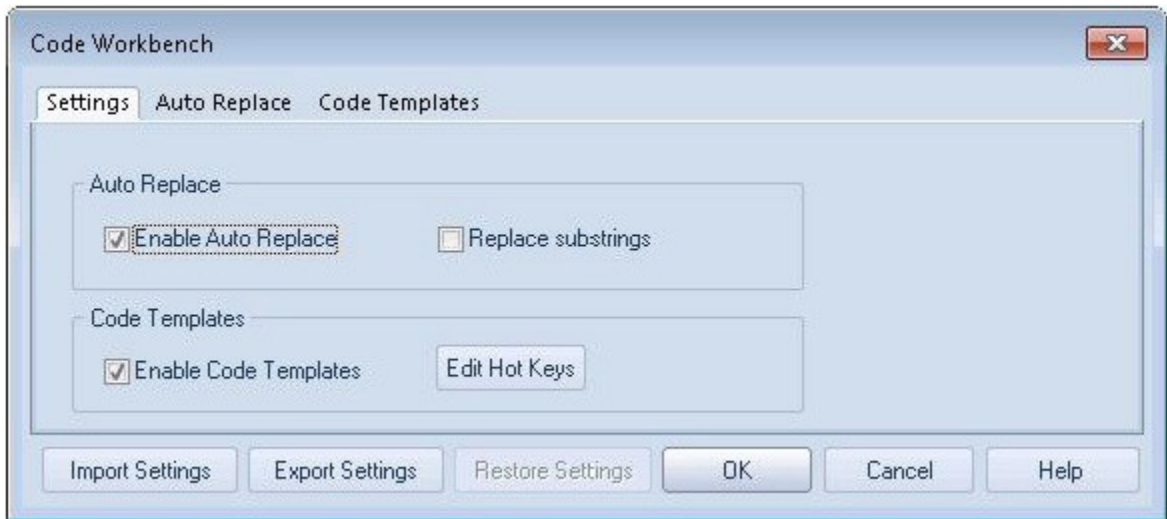 Code Workbench
Settings Auto Replace Code Templates
Auto Replace
Enable Auto Replace Replace substrings
Code Templates
Enable Code Templates Edit Hot Keys
Import Settings Export Settings Restore Settings OK Cancel Help